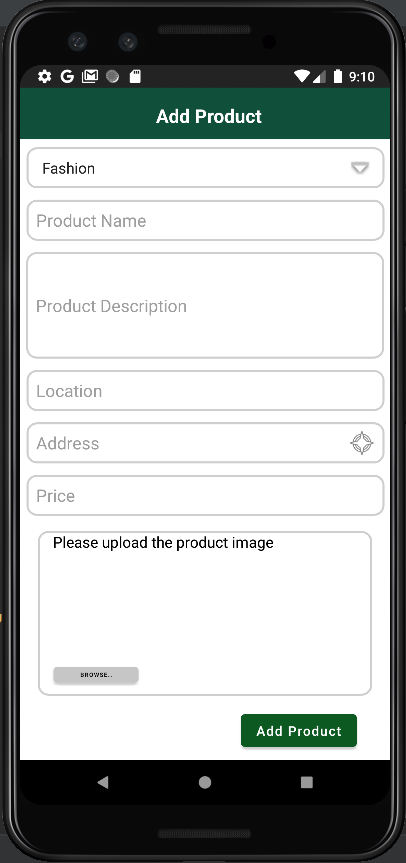 9:10
Add Product
Fashion
Product Name
Product Description
Location
Address
Price
Please upload the product image
BROWSE..
Add Product